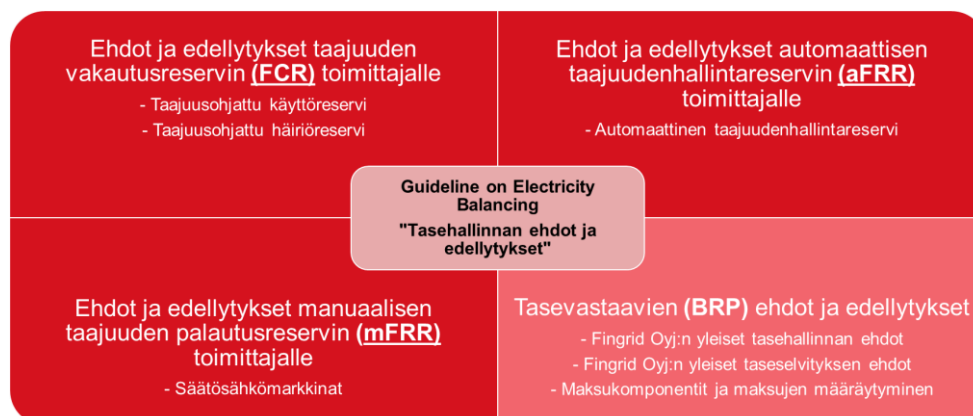 Ehdot ja edellytykset taajuuden
vakautusreservin (FCR) toimittajalle
- Taajuusohjattu käyttöreservi
- Taajuusohjattu häiriöreservi
Ehdot ja edellytykset automaattisen
taajuudenhallintareservin (aFRR)
toimittajalle
- Automaattinen taajuudenhallintareservi
Guideline on Electricity
Balancing
"Tasehallinnan ehdot ja
edellytykset"
Ehdot ja edellytykset manuaalisen
taajuuden palautusreservin (mFRR)
toimittajalle
- Säätösähkömarkkinat
Tasevastaavien (BRP) ehdot ja edellytykset
- Fingrid Oyj:n yleiset tasehallinnan ehdot
- Fingrid Oyj:n yleiset taseselvityksen ehdot
- Maksukomponentit ja maksujen määräytyminen